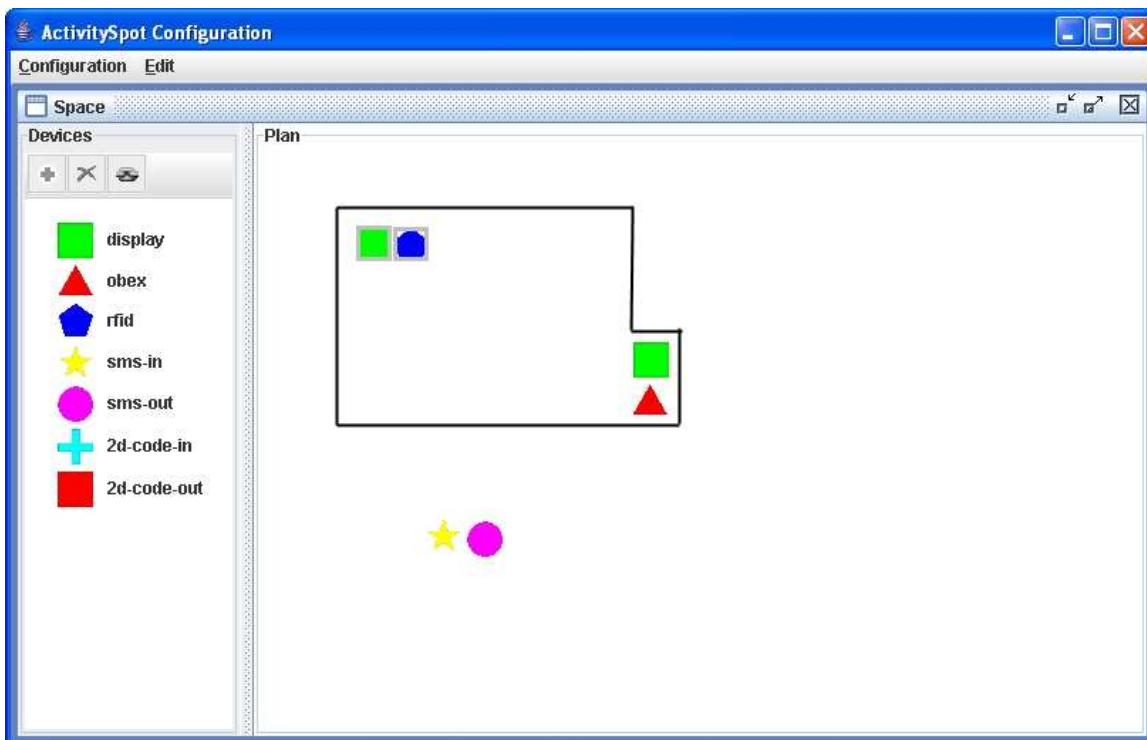 ActivitySpot Configuration
Configuration Edit
Space
Devices
Plan
display
obex
rfid
sms-in
sms-out
2d-code-in
2d-code-out